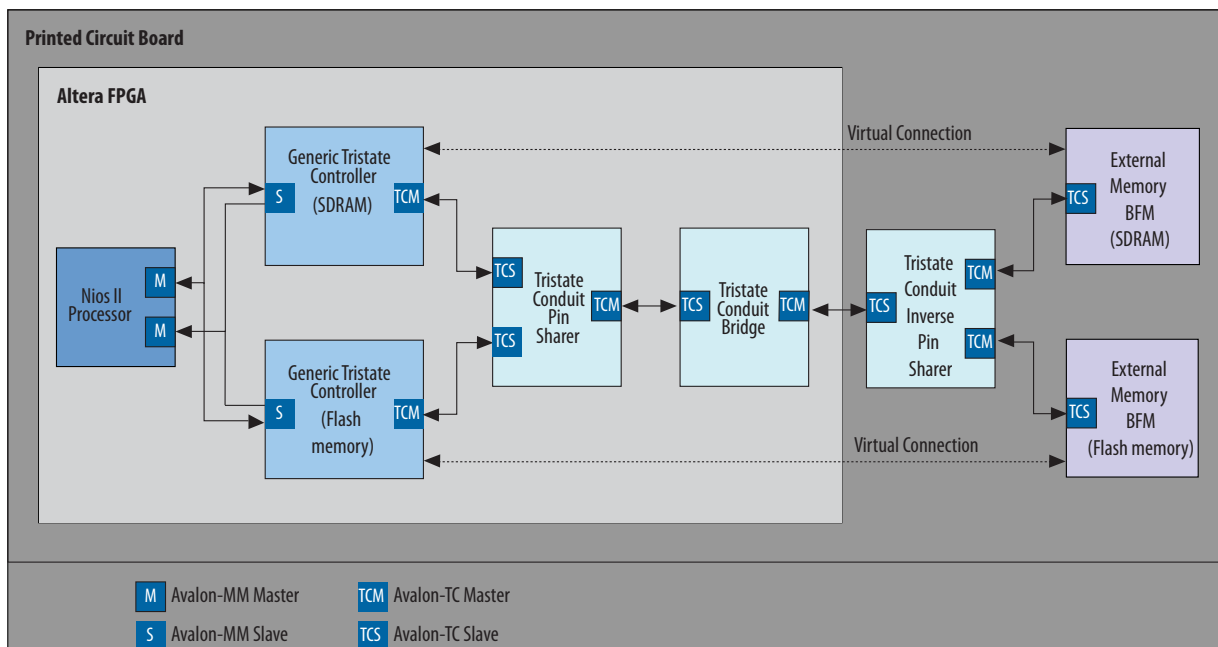 Printed Circuit Board
Altera FPGA
Nios II
Processor
M
M
Generic Tristate
Controller
(SDRAM)
S
TCM
Generic Tristate
Controller
(Flash
memory)
S
TCM
TCS
TCS
Tristate
Conduit
Pin
Sharer
TCM
TCS
Tristate
Conduit
Bridge
TCM
Virtual Connection
Virtual Connection
TCS
Tristate
Conduit
Inverse
Pin
Sharer
TCM
TCM
External
Memory
BFM
(SDRAM)
TCS
External
Memory
BFM
(Flash memory)
TCS
M Avalon-MM Master
TCM Avalon-TC Master
S Avalon-MM Slave
TCS Avalon-TC Slave